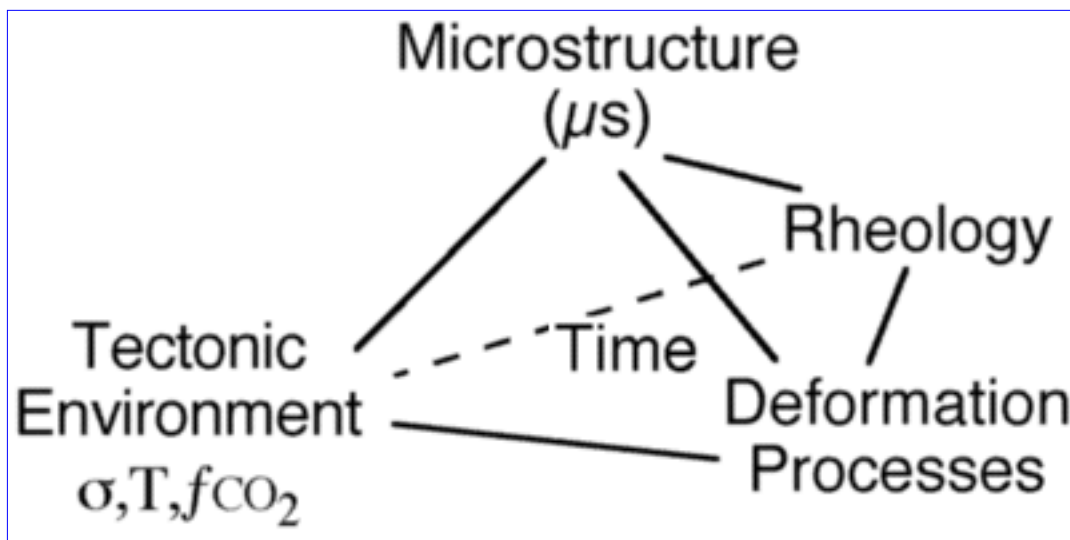 Microstructure
(μs)
Rheology
Time
Tectonic
Environment
σ,T,fCO₂
Deformation
Processes